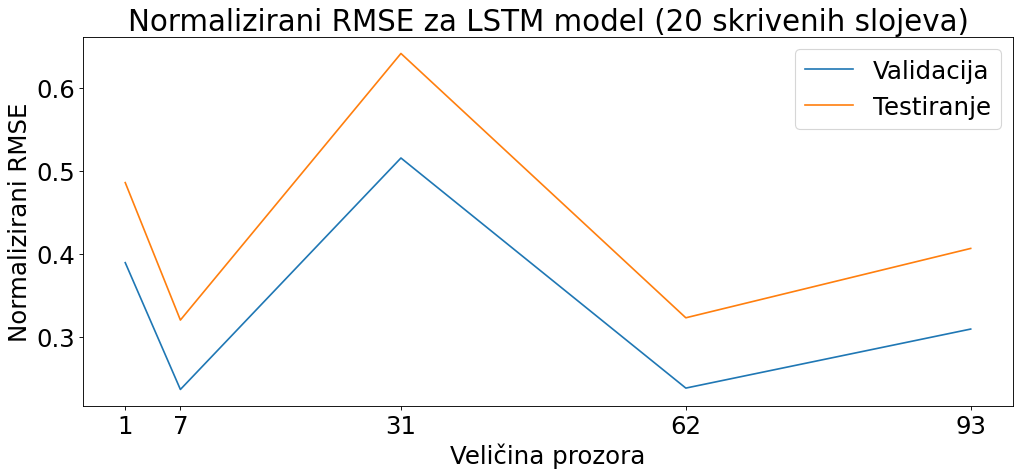 Normalizirani RMSE za LSTM model (20 skrivenih slojeva)
Validacija
Testiranje
Normalizirani RMSE
0.6
0.5
0.4
0.3
1 7 31 62 93
Veličina prozora